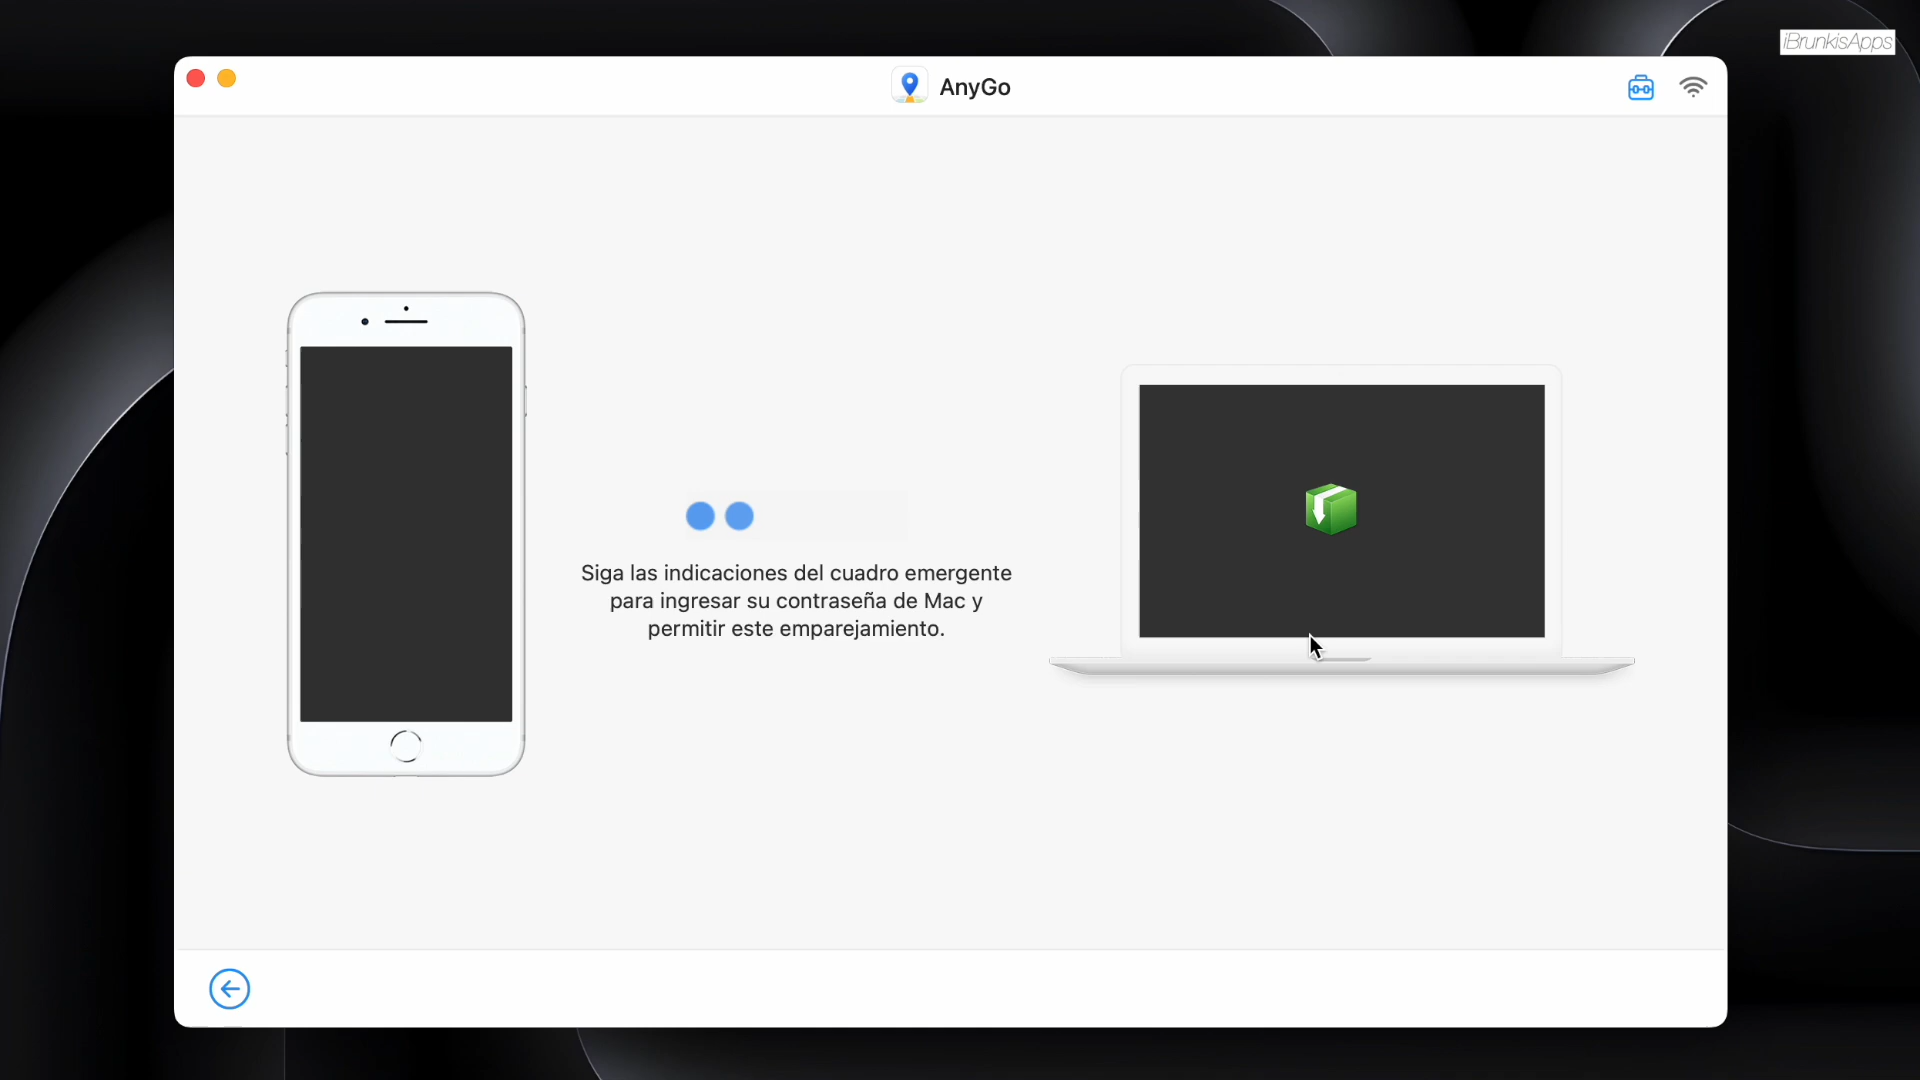 iBrunkisApps
AnyGo
Siga las indicaciones del cuadro emergente
para ingresar su contraseña de Mac y
permitir este emparejamiento.